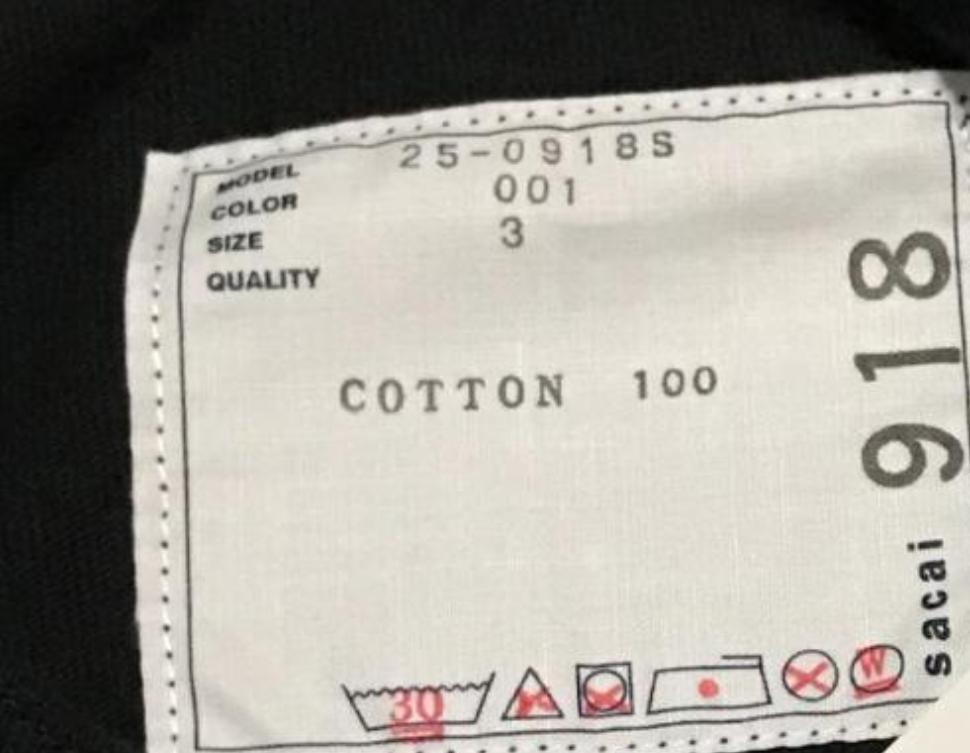 MODEL 25-0918S
COLOR 001
SIZE 3
QUALITY
COTTON 100
918
sacai
30
W